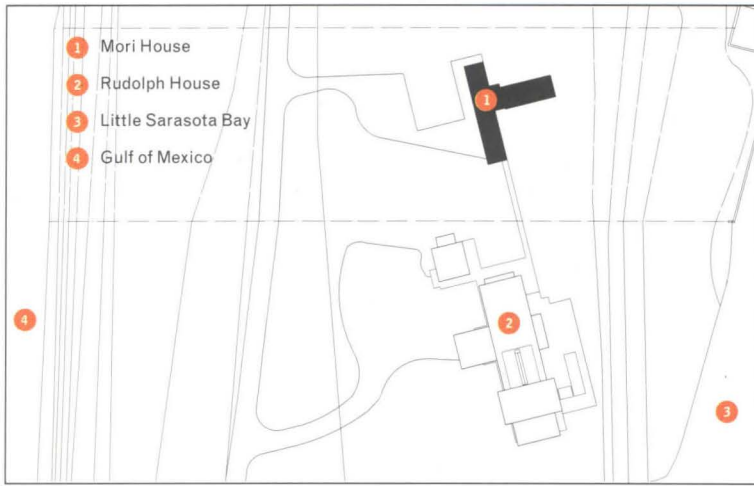 1 Mori House
2 Rudolph House
3 Little Sarasota Bay
4 Gulf of Mexico
1
2
4
3